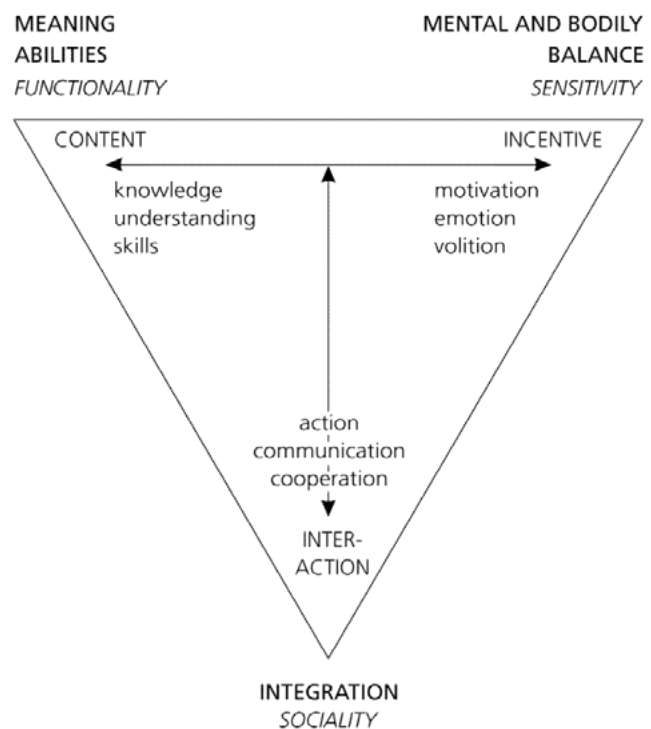 MEANING
ABILITIES
FUNCTIONALITY
MENTAL AND BODILY
BALANCE
SENSITIVITY
CONTENT
INCENTIVE
knowledge
understanding
skills
motivation
emotion
volition
action
communication
cooperation
INTER-
ACTION
INTEGRATION
SOCIALITY